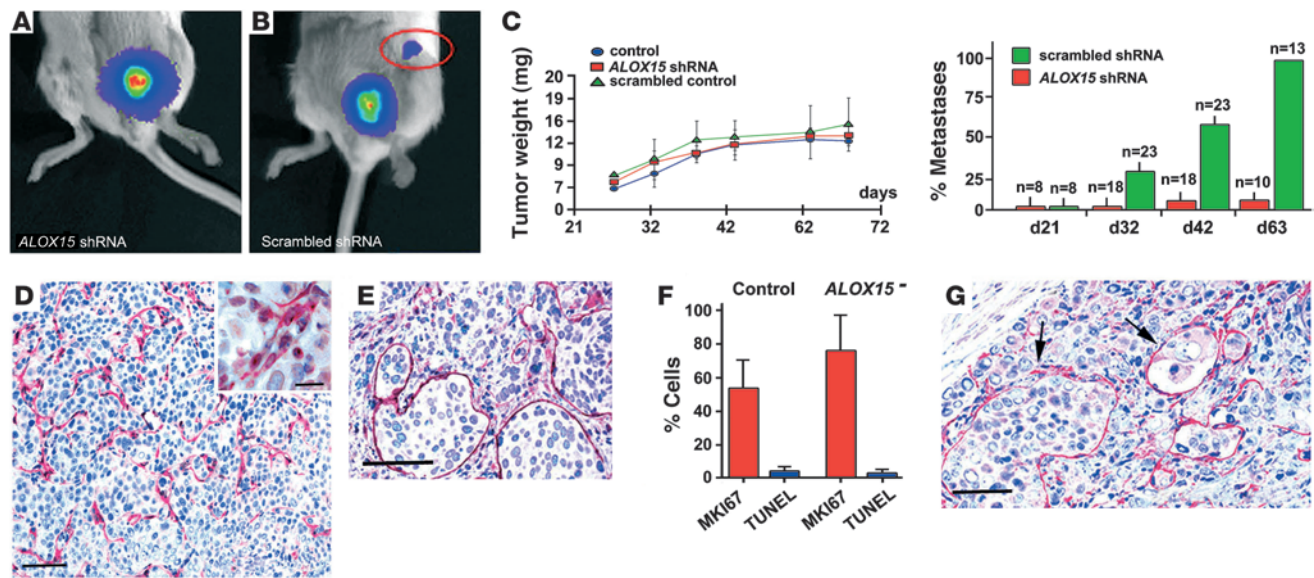 A
ALOX15 shRNA
B
Scrambled shRNA
C
control
ALOX15 shRNA
scrambled control
Tumor weight (mg)
20
19
16
12
9
7
0
days
21
32
43
62
72
% Metastases
100
75
50
25
0
scrambled shRNA
ALOX15 shRNA
n=8
n=8
n=18
n=23
n=18
n=23
n=10
n=13
d21
d32
d42
d63
D
E
F
Control
ALOX15 -
% Cells
100
80
60
40
20
0
MKI67
TUNEL
MKI67
TUNEL
G